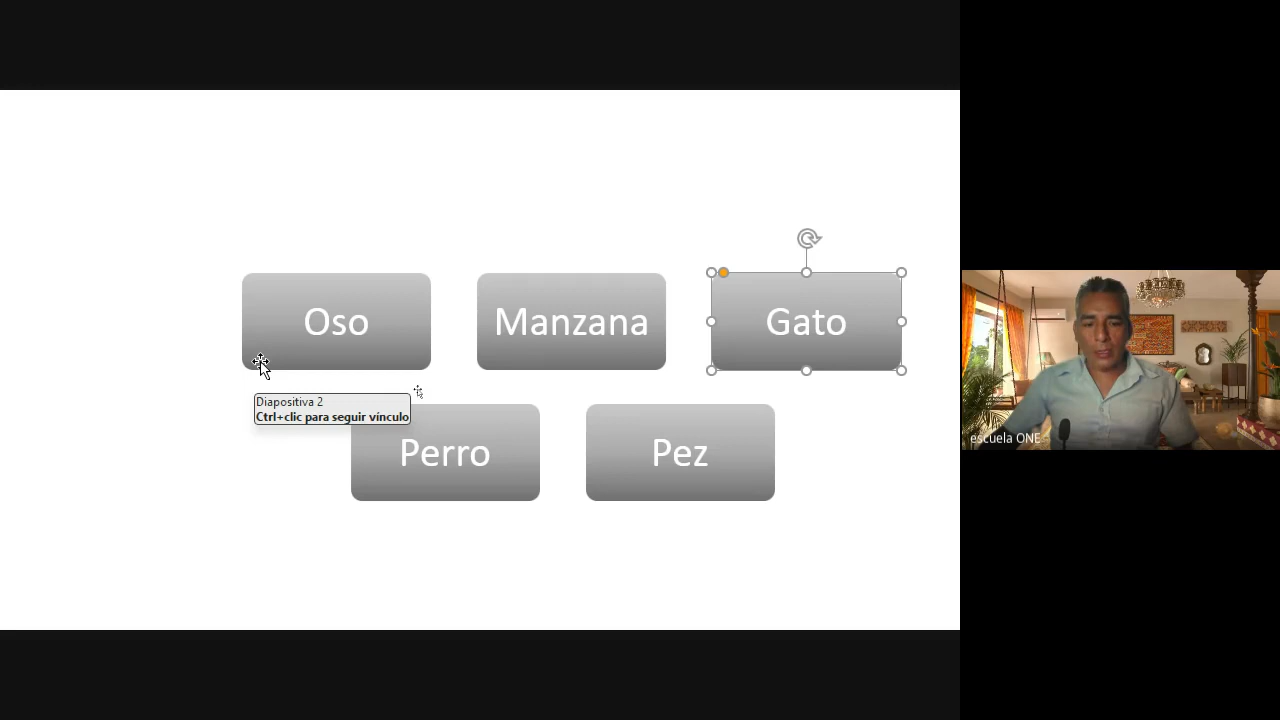 Oso
Manzana
Gato
Diapositiva 2
Ctrl+clic para seguir vínculo
Perro
Pez
escuela ONE